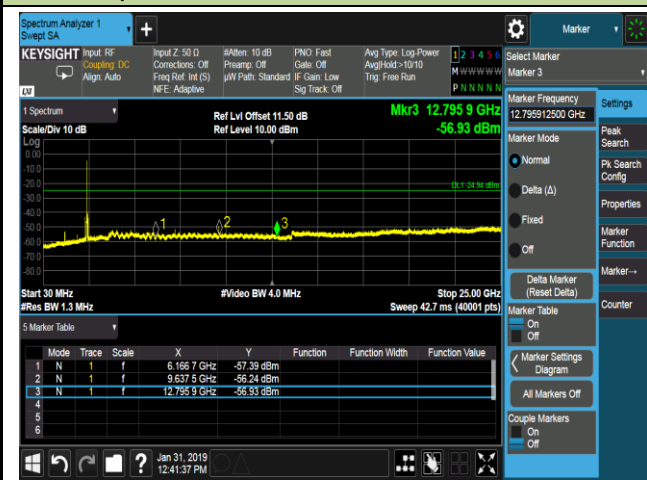 Spectrum Analyzer 1
Swept SA
+
Marker
KEYSIGHT
Input: RF
Coupling: DC
Align: Auto
Input Z: 50 Ω
Corrections: Off
Freq Ref: Int (S)
NFE: Adaptive
#Atten: 10 dB
Preamp: Off
µW Path: Standard
PNO: Fast
Gate: Off
IF Gain: Low
Sig Track: Off
Avg Type: Log-Power
Avg|Hold:>10/10
Trig: Free Run
1 2 3 4 5 6
M W W W W W
P N N N N N
LXI
1 Spectrum
Scale/Div 10 dB
Ref Lvl Offset 11.50 dB
Ref Level 10.00 dBm
Mkr3 12.795 9 GHz
-56.93 dBm
Log
0.00
-10.0
-20.0
-30.0
-40.0
-50.0
-60.0
-70.0
-80.0
DL1 -24.94 dBm
1
2
3
Start 30 MHz
#Res BW 1.3 MHz
#Video BW 4.0 MHz
Stop 25.00 GHz
Sweep 42.7 ms (40001 pts)
5 Marker Table
Mode Trace Scale X Y Function Function Width Function Value
1 N 1 f 6.166 7 GHz -57.39 dBm
2 N 1 f 9.637 5 GHz -56.24 dBm
3 N 1 f 12.795 9 GHz -56.93 dBm
4
5
6
Jan 31, 2019
12:41:37 PM
?
Select Marker
Marker 3
Marker Frequency
12.795912500 GHz
Marker Mode
Normal
Delta (Δ)
Fixed
Off
Delta Marker
(Reset Delta)
Marker Table
On
Off
Marker Settings
Diagram
All Markers Off
Couple Markers
On
Off
Settings
Peak
Search
Pk Search
Config
Properties
Marker
Function
Marker→
Counter